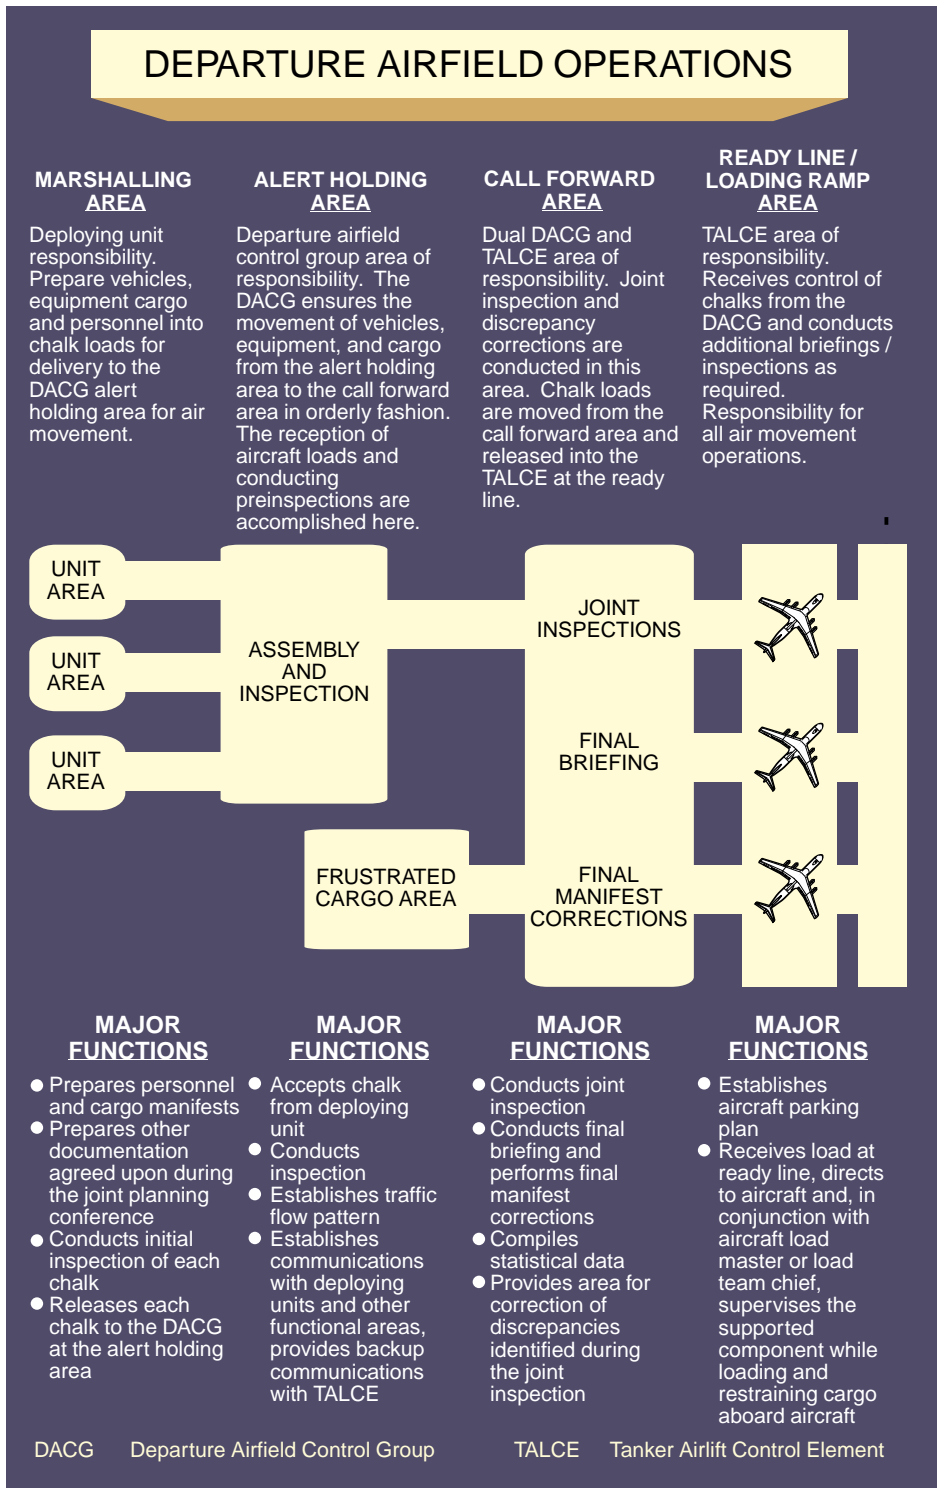 DEPARTURE AIRFIELD OPERATIONS
MARSHALLING
AREA
Deploying unit
responsibility.
Prepare vehicles,
equipment cargo
and personnel into
chalk loads for
delivery to the
DACG alert
holding area for air
movement.
ALERT HOLDING
AREA
Departure airfield
control group area of
responsibility. The
DACG ensures the
movement of vehicles,
equipment, and cargo
from the alert holding
area to the call forward
area in orderly fashion.
The reception of
aircraft loads and
conducting
preinspections are
accomplished here.
CALL FORWARD
AREA
Dual DACG and
TALCE area of
responsibility. Joint
inspection and
discrepancy
corrections are
conducted in this
area. Chalk loads
are moved from the
call forward area and
released into the
TALCE at the ready
line.
READY LINE /
LOADING RAMP
AREA
TALCE area of
responsibility.
Receives control of
chalks from the
DACG and conducts
additional briefings /
inspections as
required.
Responsibility for
all air movement
operations.
UNIT
AREA
UNIT
AREA
UNIT
AREA
ASSEMBLY
AND
INSPECTION
FRUSTRATED
CARGO AREA
JOINT
INSPECTIONS
FINAL
BRIEFING
FINAL
MANIFEST
CORRECTIONS
MAJOR
FUNCTIONS
● Prepares personnel
and cargo manifests
● Prepares other
documentation
agreed upon during
the joint planning
conference
● Conducts initial
inspection of each
chalk
● Releases each
chalk to the DACG
at the alert holding
area
MAJOR
FUNCTIONS
● Accepts chalk
from deploying
unit
● Conducts
inspection
● Establishes traffic
flow pattern
● Establishes
communications
with deploying
units and other
functional areas,
provides backup
communications
with TALCE
MAJOR
FUNCTIONS
● Conducts joint
inspection
● Conducts final
briefing and
performs final
manifest
corrections
● Compiles
statistical data
● Provides area for
correction of
discrepancies
identified during
the joint
inspection
MAJOR
FUNCTIONS
● Establishes
aircraft parking
plan
● Receives load at
ready line, directs
to aircraft and, in
conjunction with
aircraft load
master or load
team chief,
supervises the
supported
component while
loading and
restraining cargo
aboard aircraft
DACG Departure Airfield Control Group TALCE Tanker Airlift Control Element